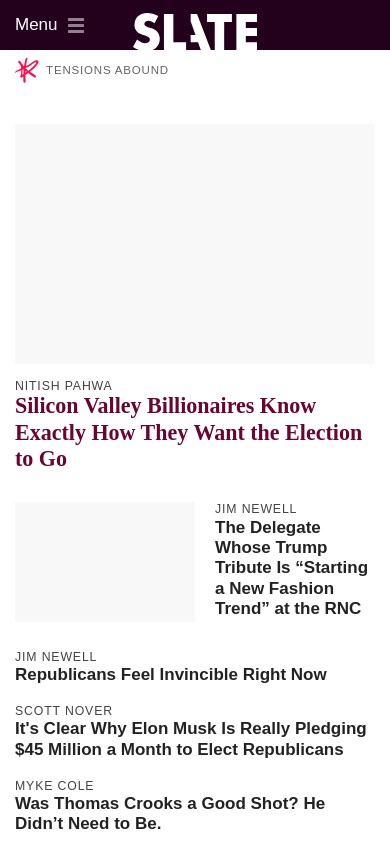 Menu
SLATE
TENSIONS ABOUND
NITISH PAHWA
Silicon Valley Billionaires Know
Exactly How They Want the Election
to Go
JIM NEWELL
The Delegate
Whose Trump
Tribute Is “Starting
a New Fashion
Trend” at the RNC
JIM NEWELL
Republicans Feel Invincible Right Now
SCOTT NOVER
It's Clear Why Elon Musk Is Really Pledging
$45 Million a Month to Elect Republicans
MYKE COLE
Was Thomas Crooks a Good Shot? He
Didn’t Need to Be.